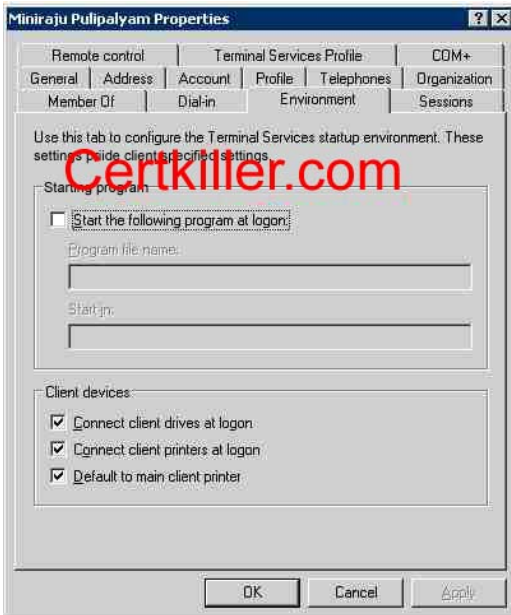 Miniraju Pulipalyam Properties
Remote control
Terminal Services Profile
COM+
General
Address
Account
Profile
Telephones
Organization
Member Of
Dial-in
Environment
Sessions
Use this tab to configure the Terminal Services startup environment. These
settings client specified settings.
Certkiller.com
Starting program
Start the following program at logon:
Program file name:
Start in:
Client devices
Connect client drives at logon
Connect client printers at logon
Default to main client printer
OK
Cancel
Apply